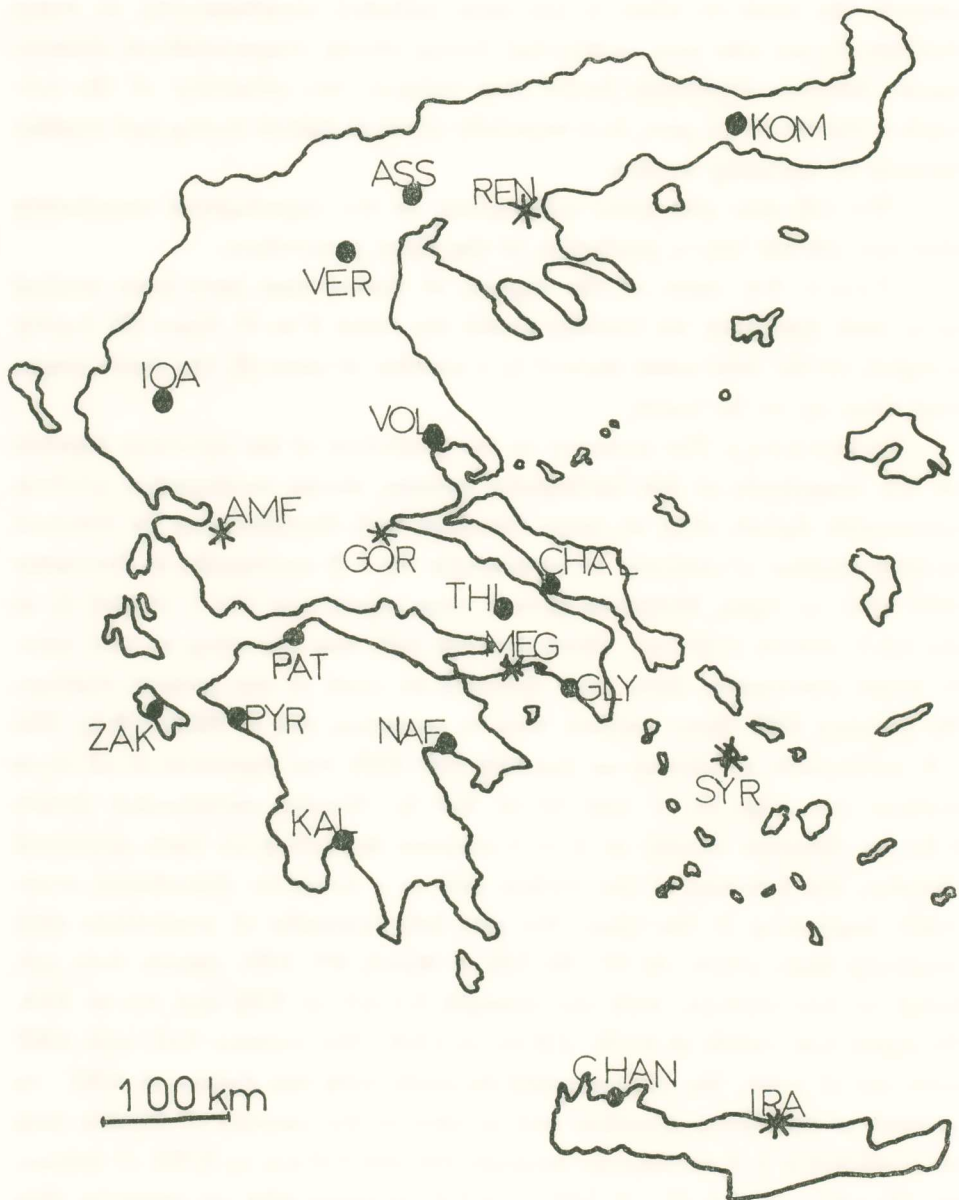 KOM
ASS
REN
VER
IOA
VOL
AMF
GOR
CHAL
THI
MEG
PAT
GLY
ZAK
PYR
NAF
SYR
KAL
CHAN
100 km
IRA